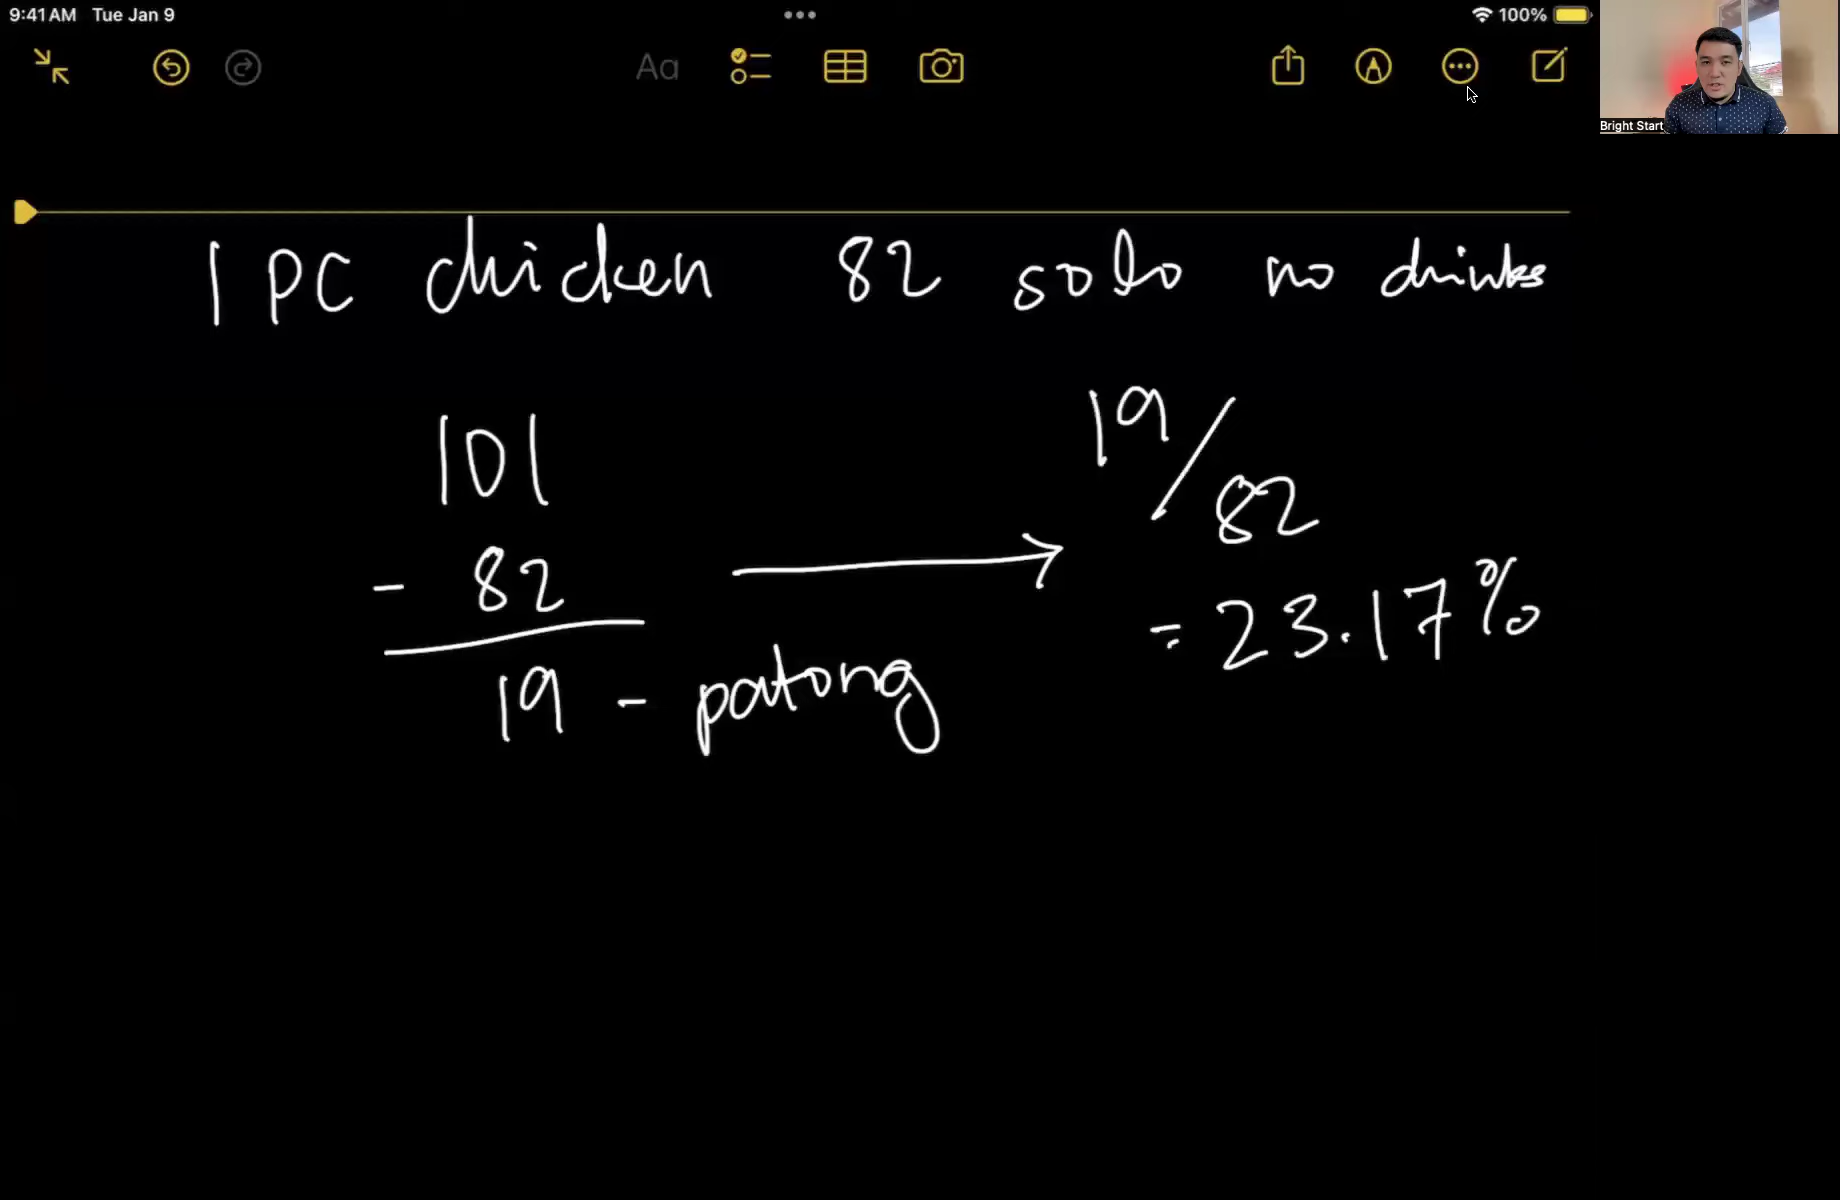 9:41 AM Tue Jan 9
100%
Aa
Bright Start
1 PC chicken 82 solo no drinks
101
- 82
19 - patong
19/82
= 23.17%